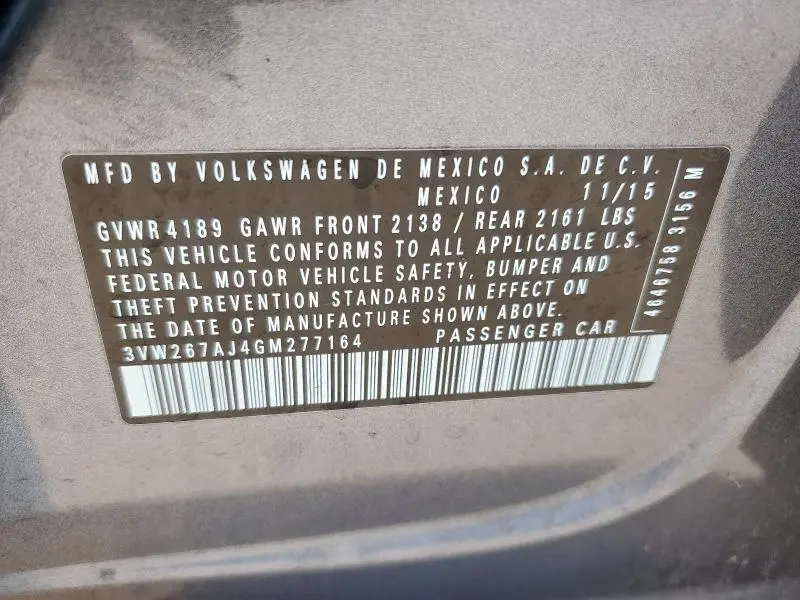 MFD BY VOLKSWAGEN DE MEXICO S.A. DE C.V.
MEXICO 11/15
GVWR 4189 GAWR FRONT 2138 / REAR 2161 LBS
THIS VEHICLE CONFORMS TO ALL APPLICABLE U.S.
FEDERAL MOTOR VEHICLE SAFETY, BUMPER AND
THEFT PREVENTION STANDARDS IN EFFECT ON
THE DATE OF MANUFACTURE SHOWN ABOVE.
3VW267AJ4GM277164 PASSENGER CAR
4646758 3156 M